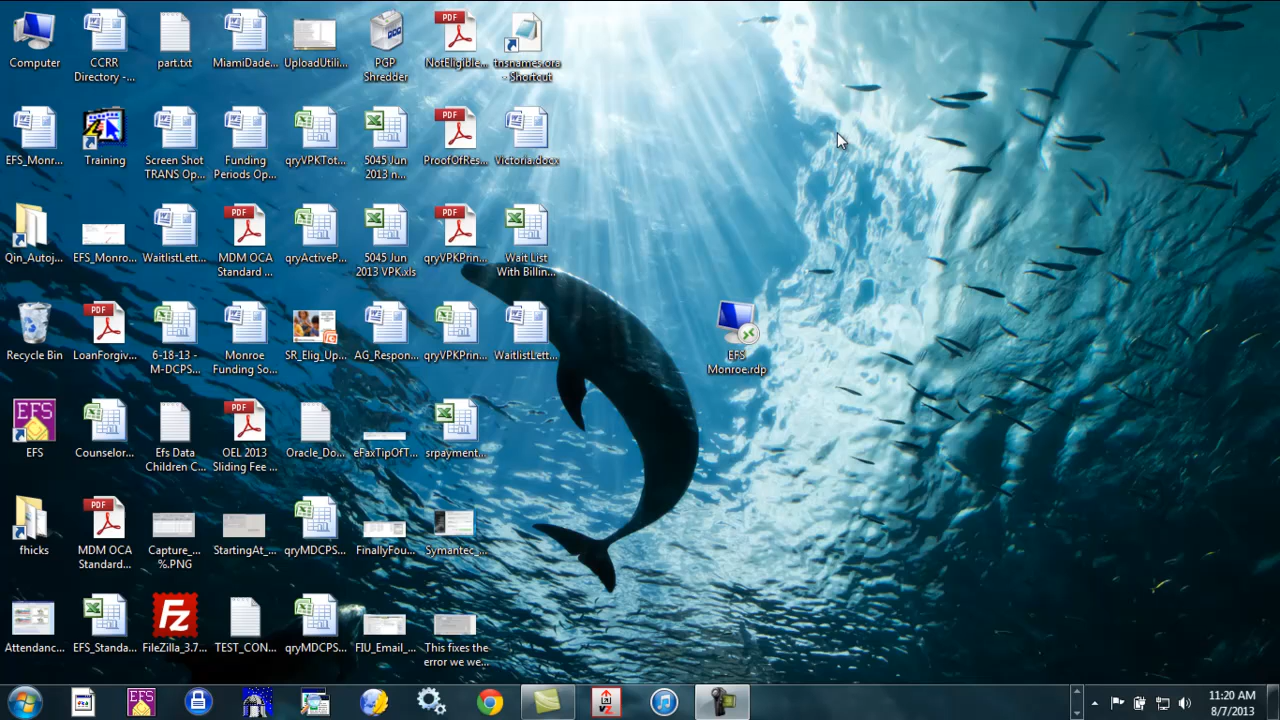 Computer
CCRR
Directory -...
part.txt
MiamiDade...
UploadUtili...
PGP
Shredder
PDF
NotEligible...
tnsnames.ora
- Shortcut
EFS_Monr...
Training
Screen Shot
TRANS Op...
Funding
Periods Op...
qryVPKTot...
5045 Jun
2013 n...
PDF
ProofOfRes...
Victoria.docx
Qin_Autoj...
EFS_Monro...
WaitlistLett...
PDF
MDM OCA
Standard ...
qryActiveP...
5045 Jun
2013 VPK.xls
PDF
qryVPKPrin...
Wait List
With Billin...
Recycle Bin
PDF
LoanForgiv...
6-18-13 -
M-DCPS...
Monroe
Funding So...
SR_Elig_Up...
AG_Respon...
qryVPKPrin...
WaitlistLett...
EFS
Monroe.rdp
EFS
EFS
Counselor...
Efs Data
Children C...
PDF
OEL 2013
Sliding Fee ...
Oracle_Do...
eFaxTipOfT...
srpayment...
fhicks
PDF
MDM OCA
Standard...
Capture_...
%.PNG
StartingAt_...
qryMDCPS...
FinallyFou...
Symantec_...
Attendanc...
EFS_Standa...
Fz
FileZilla_3.7...
TEST_CON...
qryMDCPS...
FIU_Email_...
This fixes the
error we we...
EFS
11:20 AM
8/7/2013